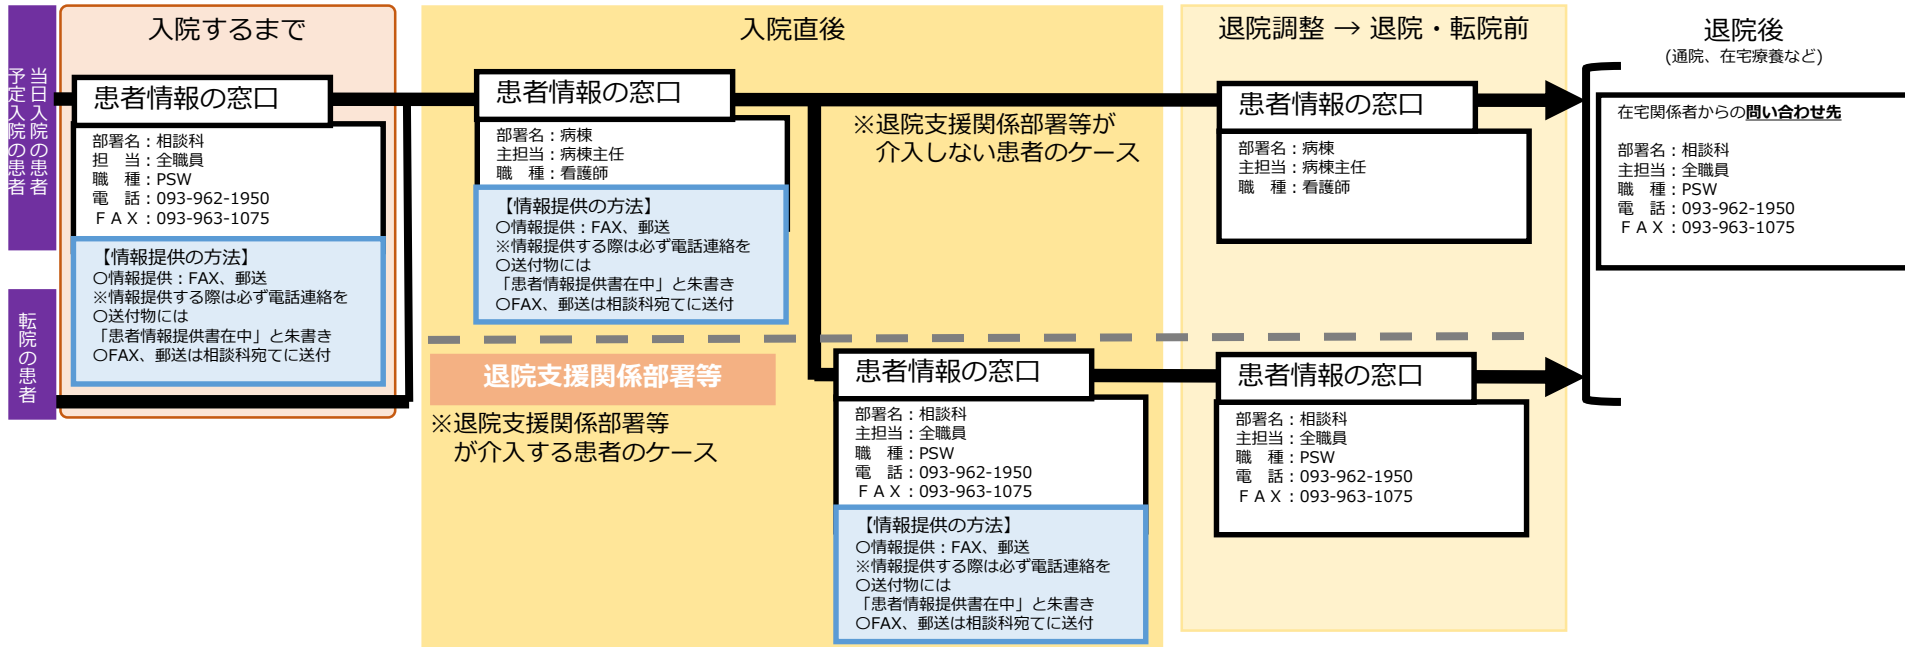 当日入院の患者
予定入院の患者
転院の患者
入院するまで
患者情報の窓口
部署名：相談科
担　当：全職員
職　種：PSW
電　話：093-962-1950
ＦＡＸ：093-963-1075
【情報提供の方法】
〇情報提供：FAX、郵送
※情報提供する際は必ず電話連絡を
〇送付物には
「患者情報提供書在中」と朱書き
〇FAX、郵送は相談科宛てに送付
入院直後
患者情報の窓口
部署名：病棟
主担当：病棟主任
職　種：看護師
【情報提供の方法】
〇情報提供：FAX、郵送
※情報提供する際は必ず電話連絡を
〇送付物には
「患者情報提供書在中」と朱書き
〇FAX、郵送は相談科宛てに送付
※退院支援関係部署等が
介入しない患者のケース
退院支援関係部署等
※退院支援関係部署等
が介入する患者のケース
患者情報の窓口
部署名：相談科
主担当：全職員
職　種：PSW
電　話：093-962-1950
ＦＡＸ：093-963-1075
【情報提供の方法】
〇情報提供：FAX、郵送
※情報提供する際は必ず電話連絡を
〇送付物には
「患者情報提供書在中」と朱書き
〇FAX、郵送は相談科宛てに送付
退院調整 → 退院・転院前
患者情報の窓口
部署名：病棟
主担当：病棟主任
職　種：看護師
患者情報の窓口
部署名：相談科
主担当：全職員
職　種：PSW
電　話：093-962-1950
ＦＡＸ：093-963-1075
退院後
(通院、在宅療養など)
在宅関係者からの問い合わせ先
部署名：相談科
主担当：全職員
職　種：PSW
電　話：093-962-1950
ＦＡＸ：093-963-1075